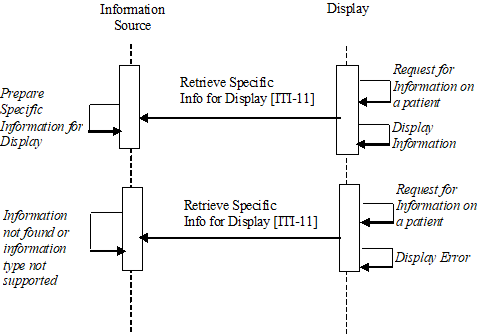 Information
Source
Display
Prepare
Specific
Information for
Display
Retrieve Specific
Info for Display [ITI-11]
Request for
Information on
a patient
Display
Information
Information
not found or
information
type not
supported
Retrieve Specific
Info for Display [ITI-11]
Request for
Information on
a patient
Display Error